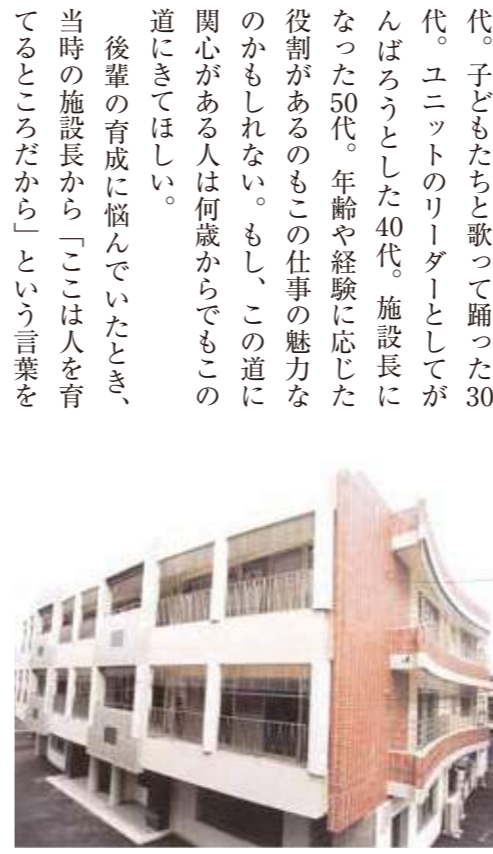 代。子どもたちと歌って踊った30
代。ユニットのリーダーとしてが
んばろうとした40代。施設長に
なった50代。年齢や経験に応じた
役割があるのもこの仕事の魅力な
のかもしれない。もし、この道に
関心がある人は何歳からでもこの
道にきてほしい。
後輩の育成に悩んでいたとき、
当時の施設長から「ここは人を育
てるところだから」という言葉を